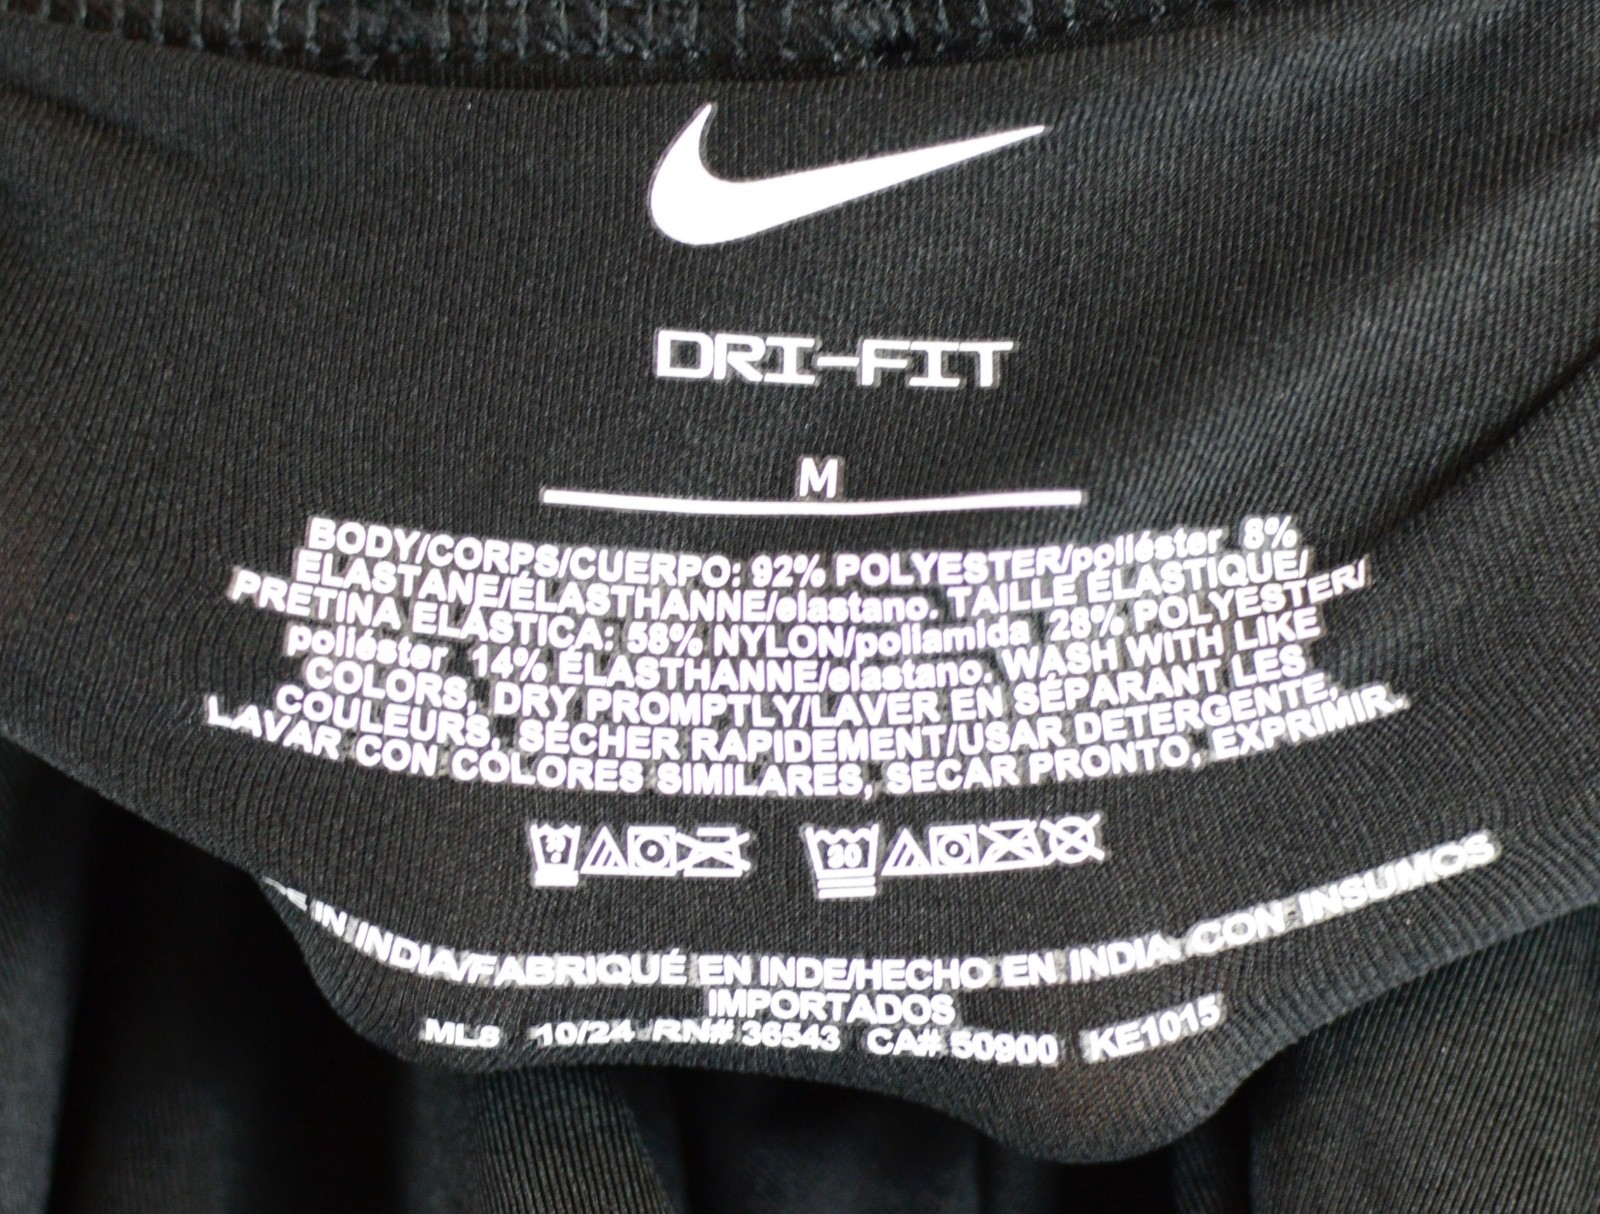 DRI-FIT
M
BODY/CORPS/CUERPO: 92% POLYESTER/poliéster 8%
ELASTANE/ÉLASTHANNE/elastano. TAILLE ÉLASTIQUE/
PRETINA ELASTICA: 58% NYLON/poliamida 28% POLYESTER/
poliéster 14% ÉLASTHANNE/elastano. WASH WITH LIKE
COLORS, DRY PROMPTLY/LAVER EN SÉPARANT LES
COULEURS, SÉCHER RAPIDEMENT/USAR DETERGENTE,
LAVAR CON COLORES SIMILARES, SECAR PRONTO, EXPRIMIR.
30
IN INDIA/FABRIQUÉ EN INDE/HECHO EN INDIA CON INSUMOS
IMPORTADOS
MLS 10/24 RN# 36543 CA# 50900 KE1015